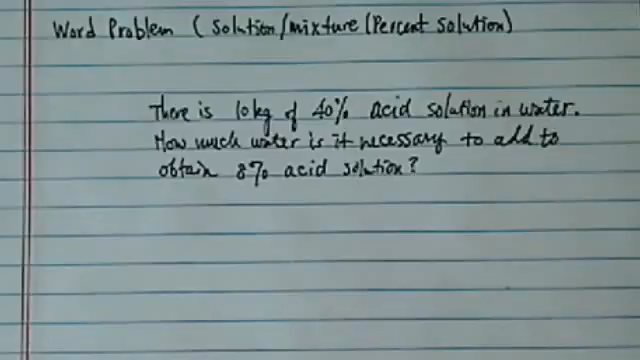 Word Problem ( Solution/mixture (Percent solution)
There is 10kg of 40% acid solution in water.
How much water is it necessary to add to
obtain 8% acid solution?